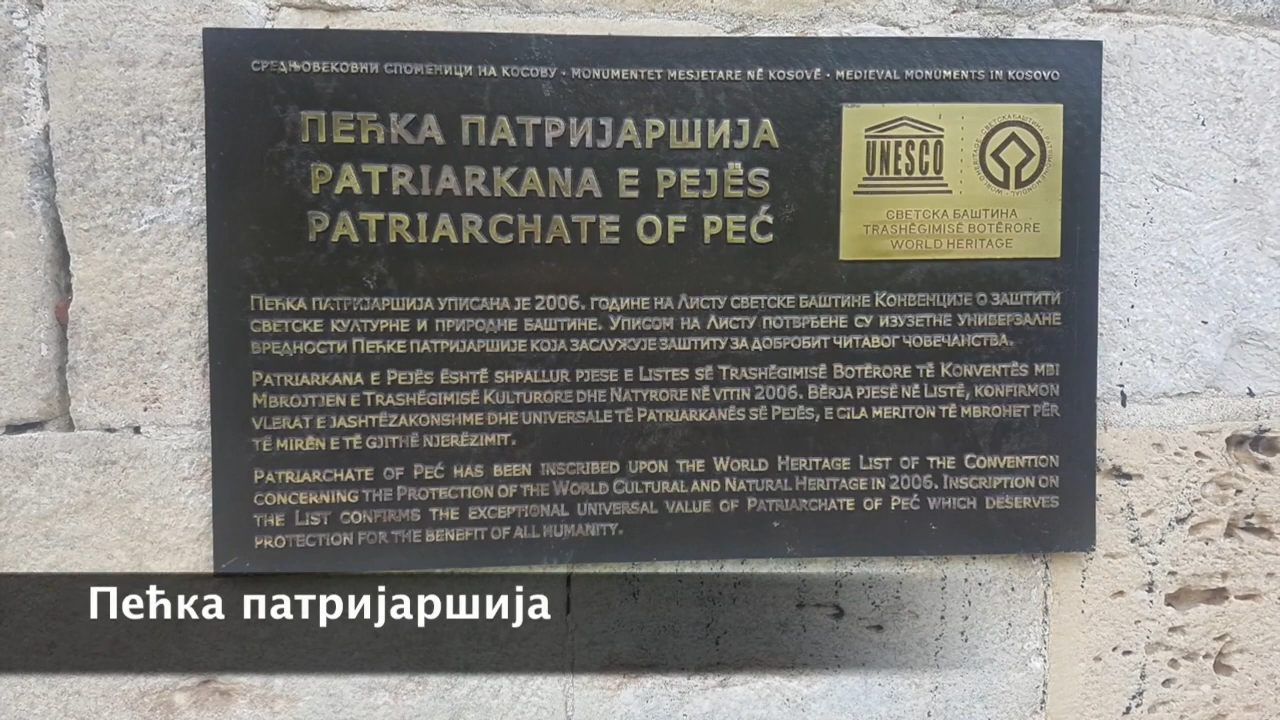 СРЕДЊОВЕКОВНИ СПОМЕНИЦИ НА КОСОВУ · MONUMENTET MESJETARE NË KOSOVË · MEDIEVAL MONUMENTS IN KOSOVO
ПЕЋКА ПАТРИЈАРШИЈА
PATRIARKANA E PEJËS
PATRIARCHATE OF PEĆ
UNESCO
WORLD HERITAGE · СВЕТСКА БАШТИНА · PATRIMOINE MONDIAL
СВЕТСКА БАШТИНА
TRASHËGIMISË BOTËRORE
WORLD HERITAGE
ПЕЋКА ПАТРИЈАРШИЈА УПИСАНА ЈЕ 2006. ГОДИНЕ НА ЛИСТУ СВЕТСКЕ БАШТИНЕ КОНВЕНЦИЈЕ О ЗАШТИТИ
СВЕТСКЕ КУЛТУРНЕ И ПРИРОДНЕ БАШТИНЕ. УПИСОМ НА ЛИСТУ ПОТВРЂЕНЕ СУ ИЗУЗЕТНЕ УНИВЕРЗАЛНЕ
ВРЕДНОСТИ ПЕЋКЕ ПАТРИЈАРШИЈЕ КОЈА ЗАСЛУЖУЈЕ ЗАШТИТУ ЗА ДОБРОБИТ ЧИТАВОГ ЧОВЕЧАНСТВА.
PATRIARKANA E PEJËS ËSHTË SHPALLUR PJESE E LISTES SË TRASHËGIMISË BOTËRORE TË KONVENTËS MBI
MBROJTJEN E TRASHËGIMISË KULTURORE DHE NATYRORE NË VITIN 2006. BËRJA PJESË NË LISTË, KONFIRMON
VLERAT E JASHTËZAKONSHME DHE UNIVERSALE TË PATRIARKANËS SË PEJËS, E CILA MERITON TË MBROHET PËR
TË MIRËN E TË GJITHË NJERËZIMIT.
PATRIARCHATE OF PEĆ HAS BEEN INSCRIBED UPON THE WORLD HERITAGE LIST OF THE CONVENTION
CONCERNING THE PROTECTION OF THE WORLD CULTURAL AND NATURAL HERITAGE IN 2006. INSCRIPTION ON
THE LIST CONFIRMS THE EXCEPTIONAL UNIVERSAL VALUE OF PATRIARCHATE OF PEĆ WHICH DESERVES
PROTECTION FOR THE BENEFIT OF ALL HUMANITY.
Пећка патријаршија